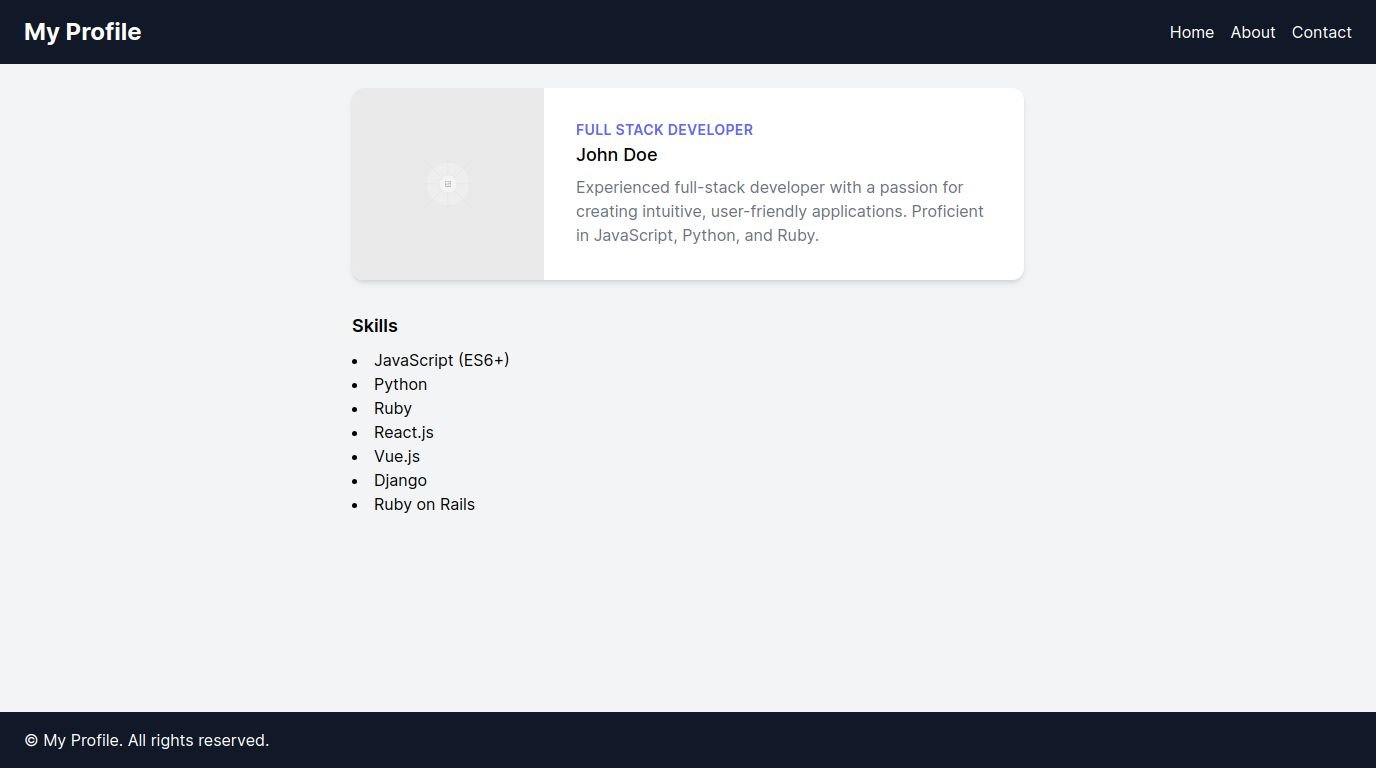 My Profile
Home About Contact
FULL STACK DEVELOPER
John Doe
Experienced full-stack developer with a passion for
creating intuitive, user-friendly applications. Proficient
in JavaScript, Python, and Ruby.
Skills
• JavaScript (ES6+)
• Python
• Ruby
• React.js
• Vue.js
• Django
• Ruby on Rails
© My Profile. All rights reserved.